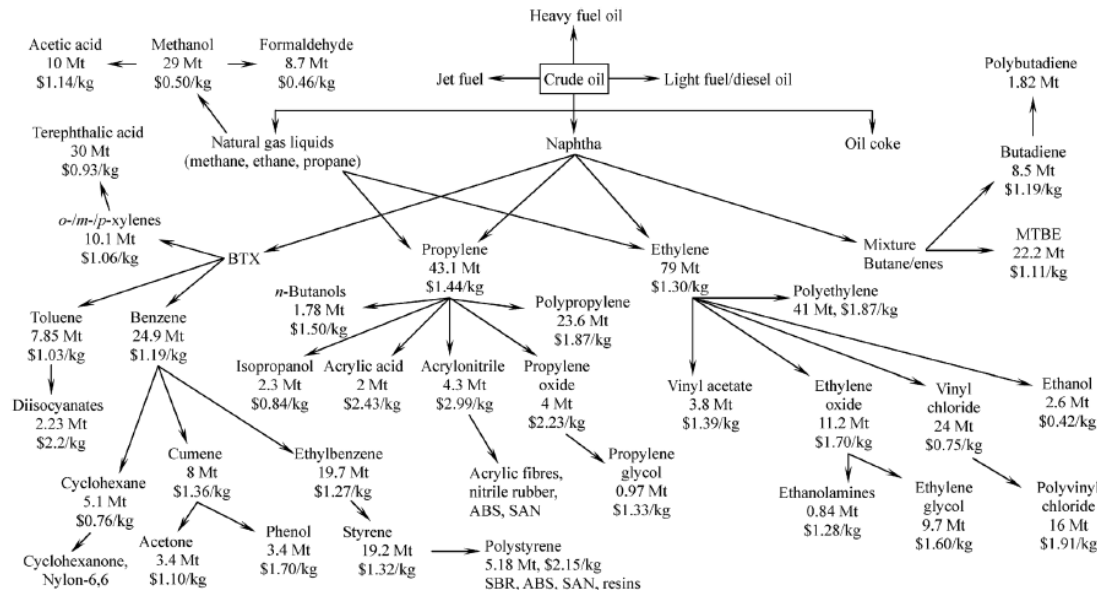 Heavy fuel oil
Acetic acid
10 Mt
$1.14/kg
Methanol
29 Mt
$0.50/kg
Formaldehyde
8.7 Mt
$0.46/kg
Jet fuel
Crude oil
Light fuel/diesel oil
Polybutadiene
1.82 Mt
Terephthalic acid
30 Mt
$0.93/kg
Natural gas liquids
(methane, ethane, propane)
Naphtha
Oil coke
Butadiene
8.5 Mt
$1.19/kg
o-/m-/p-xylenes
10.1 Mt
$1.06/kg
BTX
Propylene
43.1 Mt
$1.44/kg
Ethylene
79 Mt
$1.30/kg
Mixture
Butane/enes
MTBE
22.2 Mt
$1.11/kg
Toluene
7.85 Mt
$1.03/kg
Benzene
24.9 Mt
$1.19/kg
n-Butanols
1.78 Mt
$1.50/kg
Polypropylene
23.6 Mt
$1.87/kg
Polyethylene
41 Mt, $1.87/kg
Isopropanol
2.3 Mt
$0.84/kg
Acrylic acid
2 Mt
$2.43/kg
Acrylonitrile
4.3 Mt
$2.99/kg
Propylene
oxide
4 Mt
$2.23/kg
Vinyl acetate
3.8 Mt
$1.39/kg
Ethylene
oxide
11.2 Mt
$1.70/kg
Vinyl
chloride
24 Mt
$0.75/kg
Ethanol
2.6 Mt
$0.42/kg
Diisocyanates
2.23 Mt
$2.2/kg
Cyclohexane
5.1 Mt
$0.76/kg
Cumene
8 Mt
$1.36/kg
Ethylbenzene
19.7 Mt
$1.27/kg
Acrylic fibres,
nitrile rubber,
ABS, SAN
Propylene
glycol
0.97 Mt
$1.33/kg
Ethanolamines
0.84 Mt
$1.28/kg
Ethylene
glycol
9.7 Mt
$1.60/kg
Polyvinyl
chloride
16 Mt
$1.91/kg
Cyclohexanone,
Nylon-6,6
Acetone
3.4 Mt
$1.10/kg
Phenol
3.4 Mt
$1.70/kg
Styrene
19.2 Mt
$1.32/kg
Polystyrene
5.18 Mt, $2.15/kg
SBR, ABS, SAN, resins